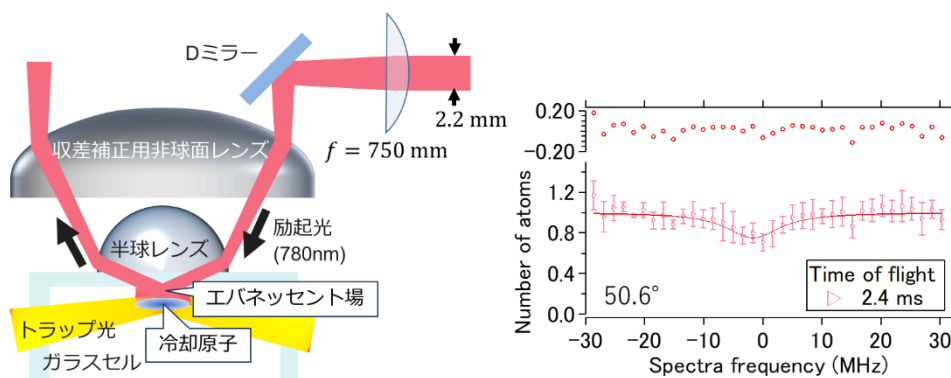 Dミラー
2.2 mm
f = 750 mm
収差補正用非球面レンズ
励起光
(780nm)
半球レンズ
エバネッセント場
トラップ光
冷却原子
ガラスセル
0.20
-0.20
Number of atoms
1.2
0.8
0.4
0.0
50.6°
Time of flight
2.4 ms
-30 -20 -10 0 10 20 30
Spectra frequency (MHz)